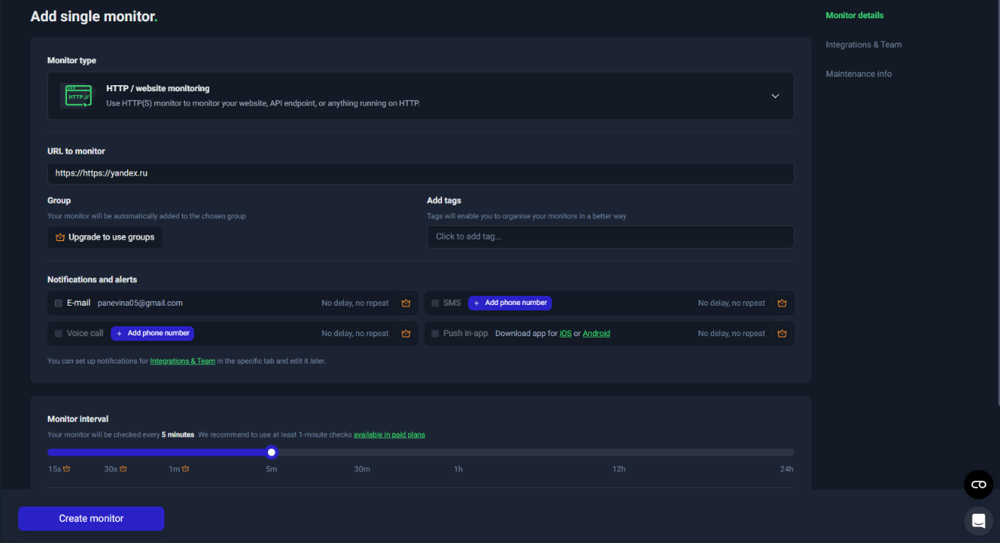 Add single monitor.
Monitor details
Integrations & Team
Maintenance info
Monitor type
HTTP://
HTTP / website monitoring
Use HTTP(S) monitor to monitor your website, API endpoint, or anything running on HTTP.
URL to monitor
https://https://yandex.ru
Group
Your monitor will be automatically added to the chosen group
Upgrade to use groups
Add tags
Tags will enable you to organise your monitors in a better way
Click to add tag...
Notifications and alerts
E-mail panevina05@gmail.com No delay, no repeat
SMS + Add phone number No delay, no repeat
Voice call + Add phone number No delay, no repeat
Push in-app Download app for iOS or Android No delay, no repeat
You can set up notifications for Integrations & Team in the specific tab and edit it later.
Monitor interval
Your monitor will be checked every 5 minutes. We recommend to use at least 1-minute checks available in paid plans
15s 30s 1m 5m 30m 1h 12h 24h
Create monitor